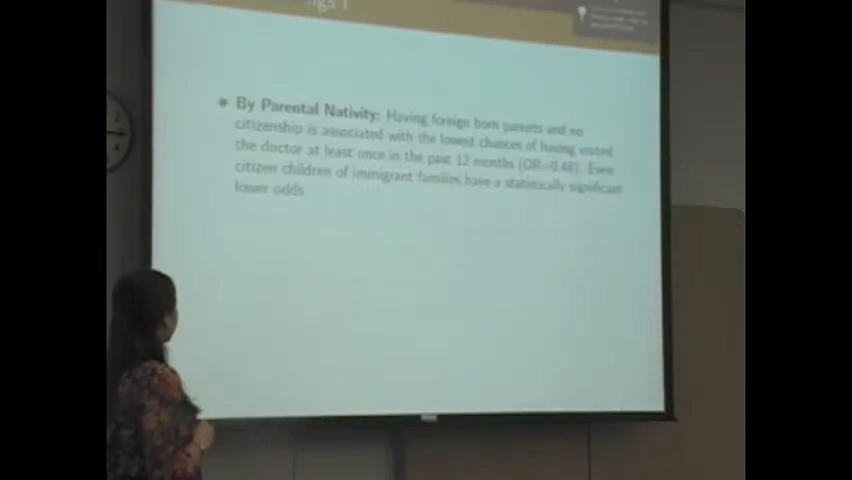 By Parental Nativity: Having foreign born parents and no
citizenship is associated with the lowest chances of having visited
the doctor at least once in the past 12 months (OR=0.48). Even
citizen children of immigrant families have a statistically significant
lower odds.